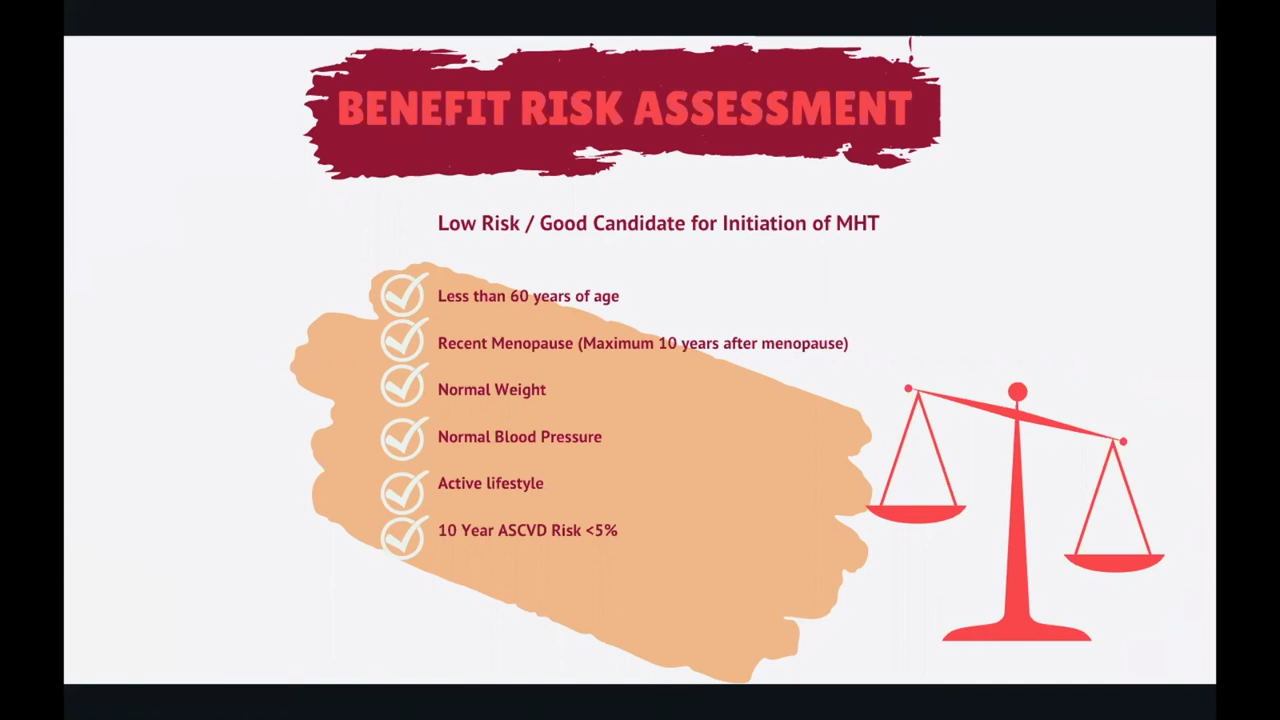 BENEFIT RISK ASSESSMENT
Low Risk / Good Candidate for Initiation of MHT
Less than 60 years of age
Recent Menopause (Maximum 10 years after menopause)
Normal Weight
Normal Blood Pressure
Active lifestyle
10 Year ASCVD Risk <5%